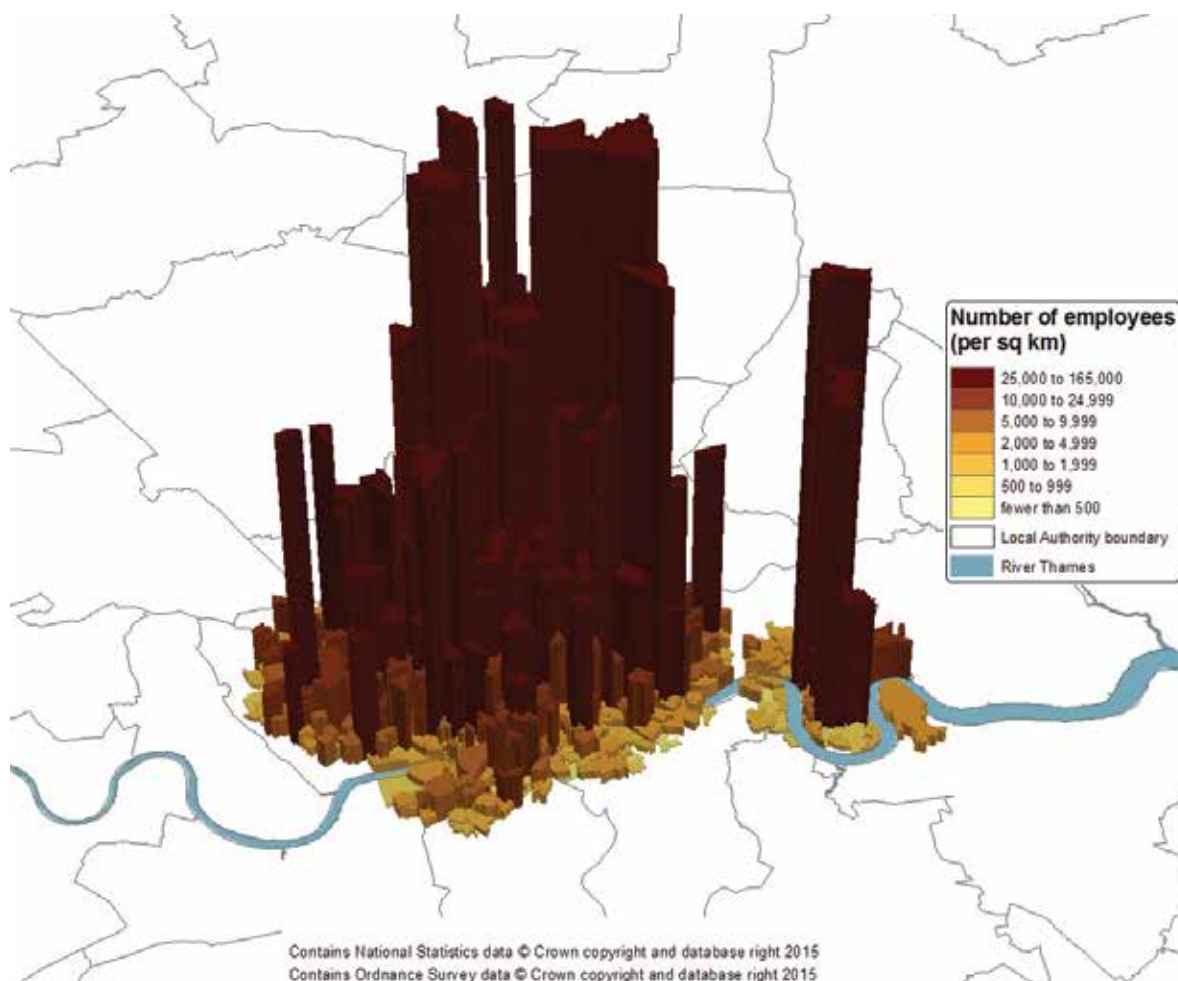 Number of employees
(per sq km)
25,000 to 165,000
10,000 to 24,999
5,000 to 9,999
2,000 to 4,999
1,000 to 1,999
500 to 999
fewer than 500
Local Authority boundary
River Thames
Contains National Statistics data © Crown copyright and database right 2015
Contains Ordnance Survey data © Crown copyright and database right 2015